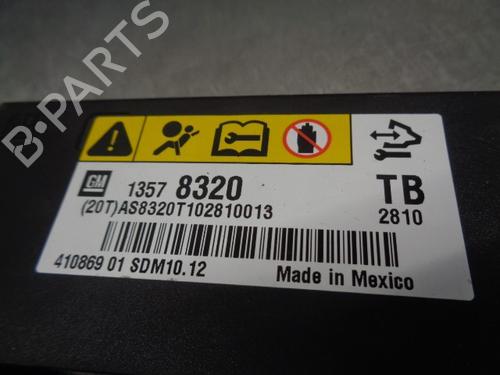 B-PARTS
GM
1357 8320
TB
(20T)AS8320T102810013
2810
410869 01 SDM10.12
Made in Mexico